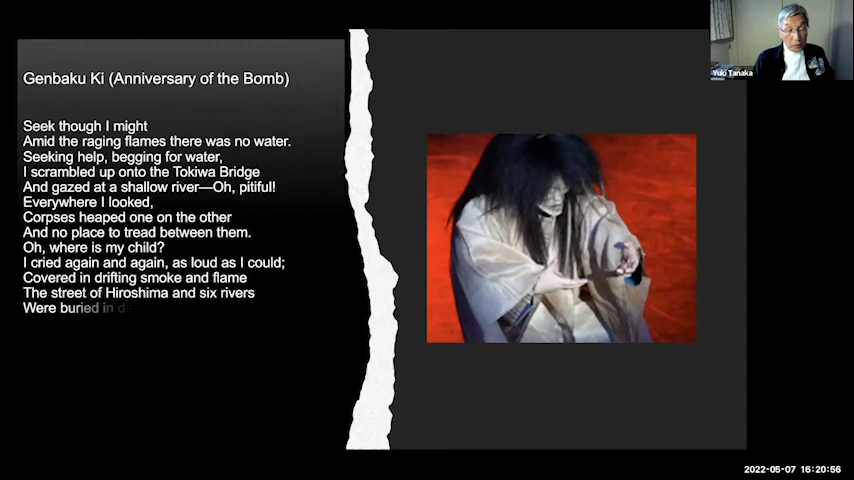 Genbaku Ki (Anniversary of the Bomb)
Seek though I might
Amid the raging flames there was no water.
Seeking help, begging for water,
I scrambled up onto the Tokiwa Bridge
And gazed at a shallow river—Oh, pitiful!
Everywhere I looked,
Corpses heaped one on the other
And no place to tread between them.
Oh, where is my child?
I cried again and again, as loud as I could;
Covered in drifting smoke and flame
The street of Hiroshima and six rivers
Were buried in
Yuki Tanaka
2022-05-07 16:20:56